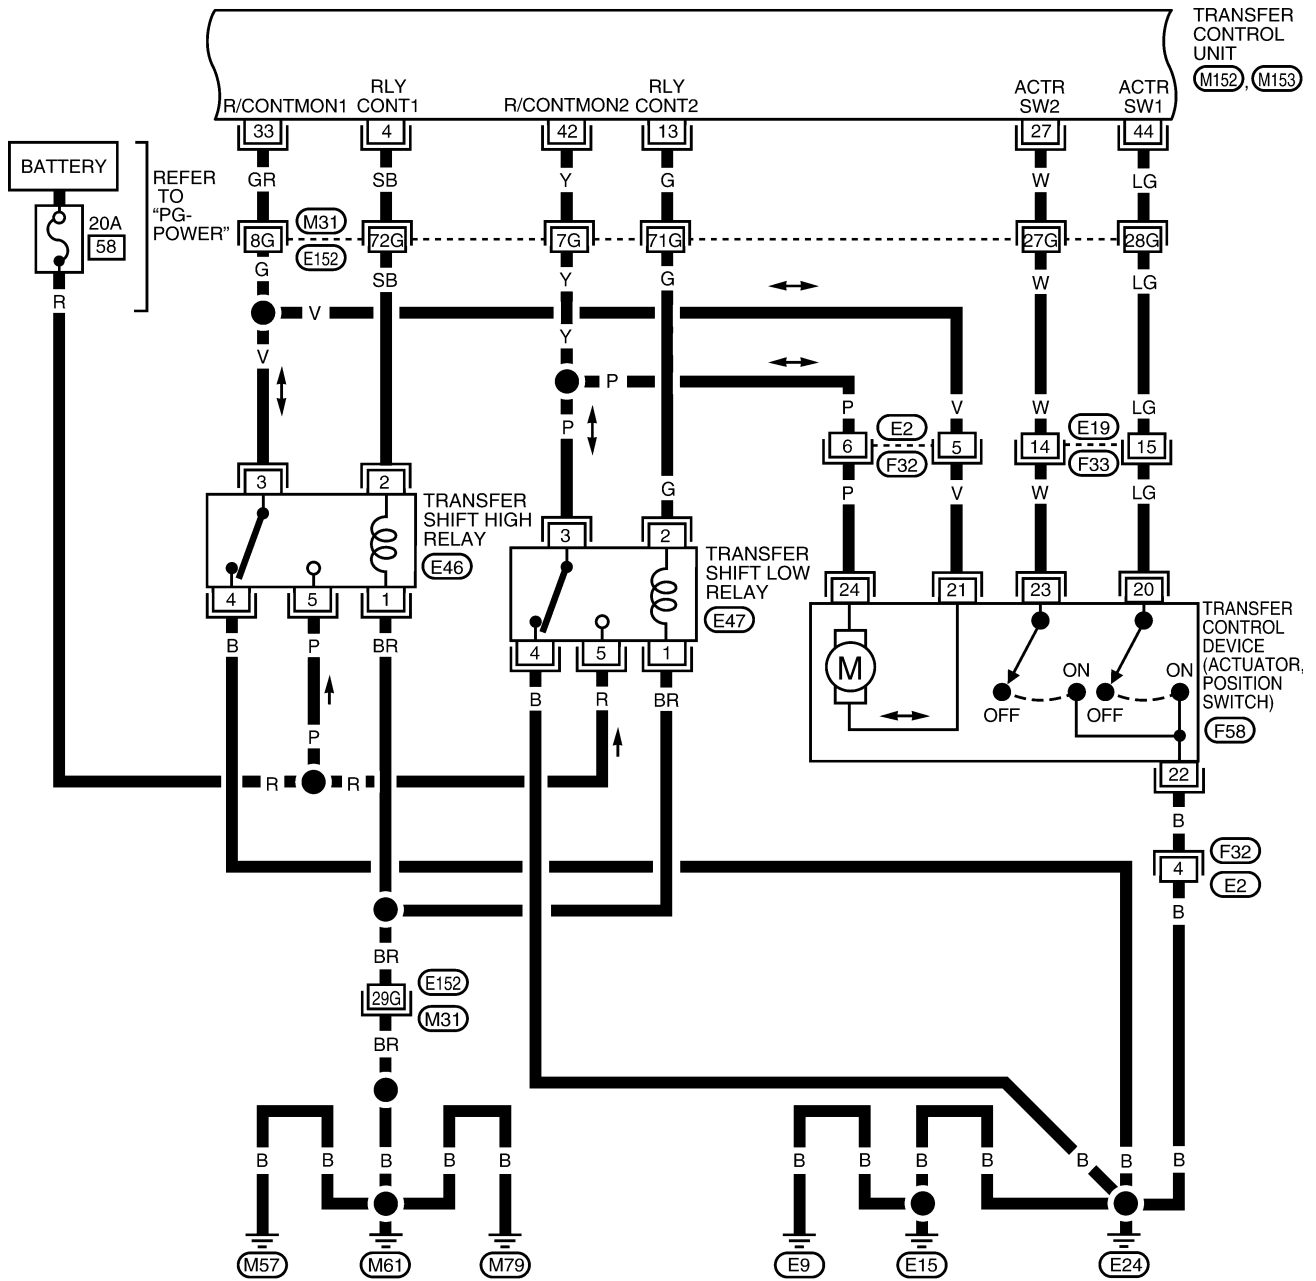 TRANSFER
CONTROL
UNIT
M152, M153
R/CONTMON1
RLY
CONT1
R/CONTMON2
RLY
CONT2
ACTR
SW2
ACTR
SW1
33
4
42
13
27
44
BATTERY
REFER
TO
“PG-
POWER”
20A
58
GR
SB
Y
G
W
LG
M31
8G
72G
7G
71G
27G
28G
E152
G
SB
Y
G
W
LG
R
V
Y
V
P
P
P
V
W
LG
E2
E19
6
5
14
15
F32
F33
P
V
W
LG
G
3
2
TRANSFER
SHIFT HIGH
RELAY
E46
3
2
TRANSFER
SHIFT LOW
RELAY
E47
4
5
1
24
21
23
20
TRANSFER
CONTROL
DEVICE
(ACTUATOR,
POSITION
SWITCH)
F58
B
P
BR
4
5
1
M
ON
ON
OFF
OFF
B
R
BR
P
R
R
22
B
F32
4
E2
B
BR
E152
29G
M31
BR
B
B
B
B
B
B
B
B
B
B
B
B
M57
M61
M79
E9
E15
E24